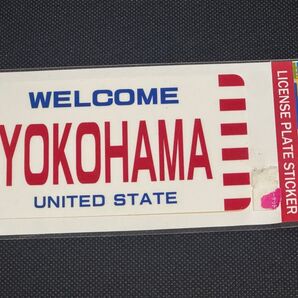 WELCOME
YOKOHAMA
UNITED STATE
LICENSE PLATE STICKER